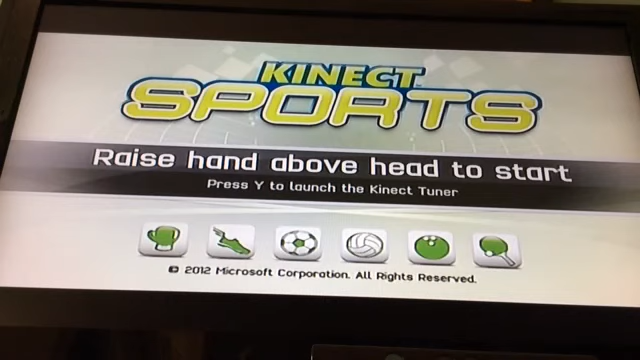 KINECT
SPORTS
Raise hand above head to start
Press Y to launch the Kinect Tuner
© 2012 Microsoft Corporation. All Rights Reserved.